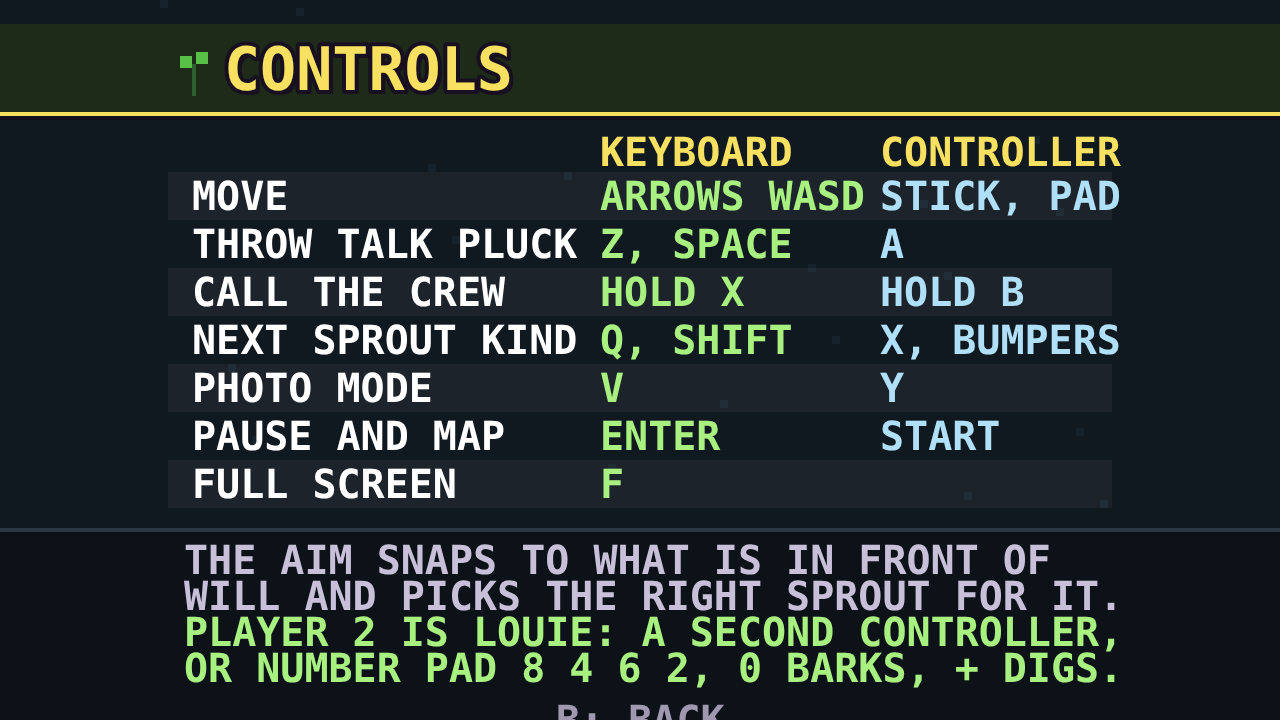 CONTROLS
KEYBOARD CONTROLLER
MOVE ARROWS WASD STICK, PAD
THROW TALK PLUCK Z, SPACE A
CALL THE CREW HOLD X HOLD B
NEXT SPROUT KIND Q, SHIFT X, BUMPERS
PHOTO MODE V Y
PAUSE AND MAP ENTER START
FULL SCREEN F
THE AIM SNAPS TO WHAT IS IN FRONT OF
WILL AND PICKS THE RIGHT SPROUT FOR IT.
PLAYER 2 IS LOUIE: A SECOND CONTROLLER,
OR NUMBER PAD 8 4 6 2, 0 BARKS, + DIGS.
B: BACK